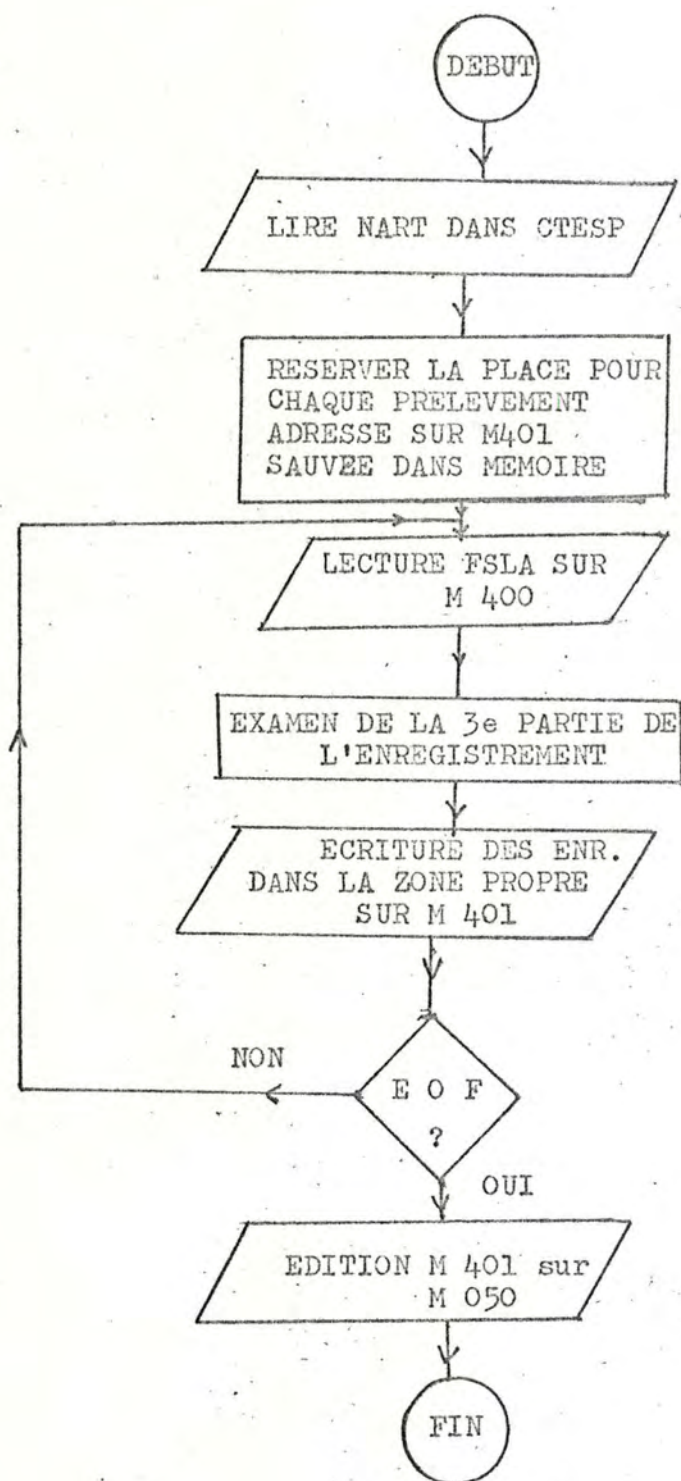 DEBUT
LIRE NART DANS CTESP
RESERVER LA PLACE POUR
CHAQUE PRELEVEMENT
ADRESSE SUR M401
SAUVEE DANS MEMOIRE
LECTURE FSLA SUR
M 400
EXAMEN DE LA 3e PARTIE DE
L'ENREGISTREMENT
ECRITURE DES ENR.
DANS LA ZONE PROPRE
SUR M 401
NON
E O F
?
OUI
EDITION M 401 sur
M 050
FIN